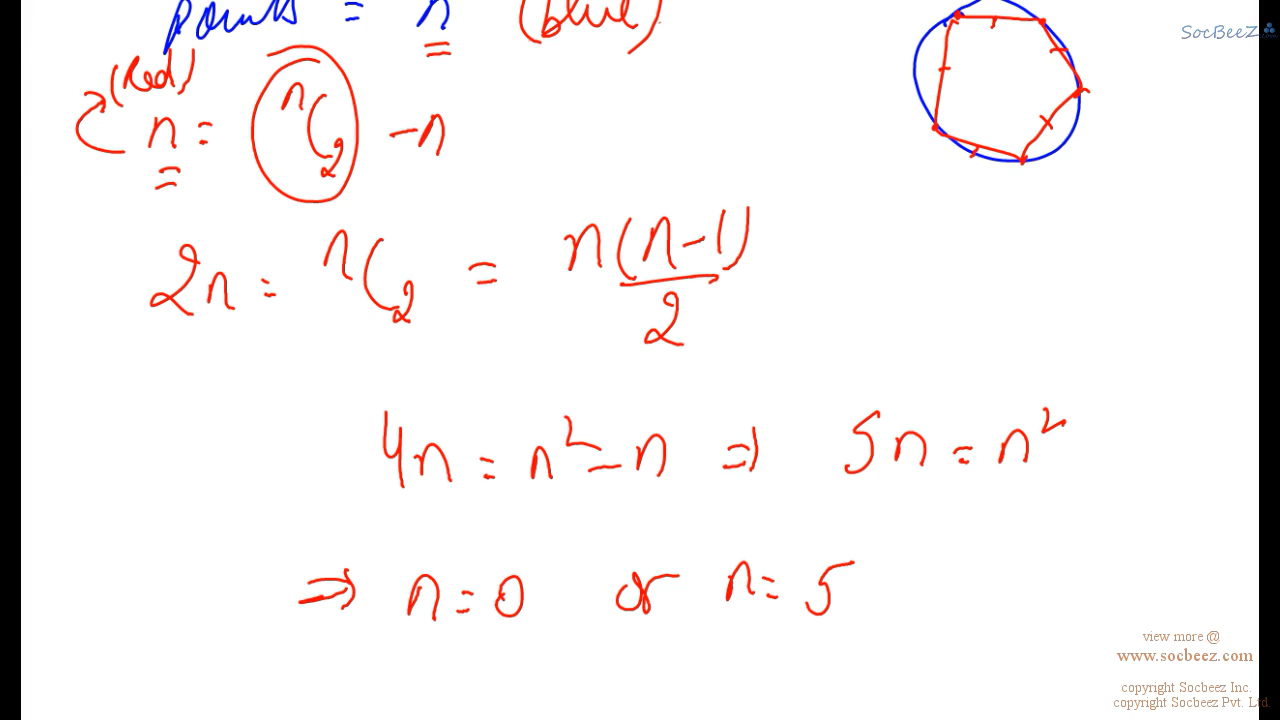 Points = n (blue)
SocBeeZ
(Red)
n = ⁿC₂ - n
2n = ⁿC₂ = n(n-1)/2
4n = n² - n ⇒ 5n = n²
⇒ n = 0 or n = 5
view more @
www.socbeez.com
copyright Socbeez Inc.
copyright Socbeez Pvt. Ltd.